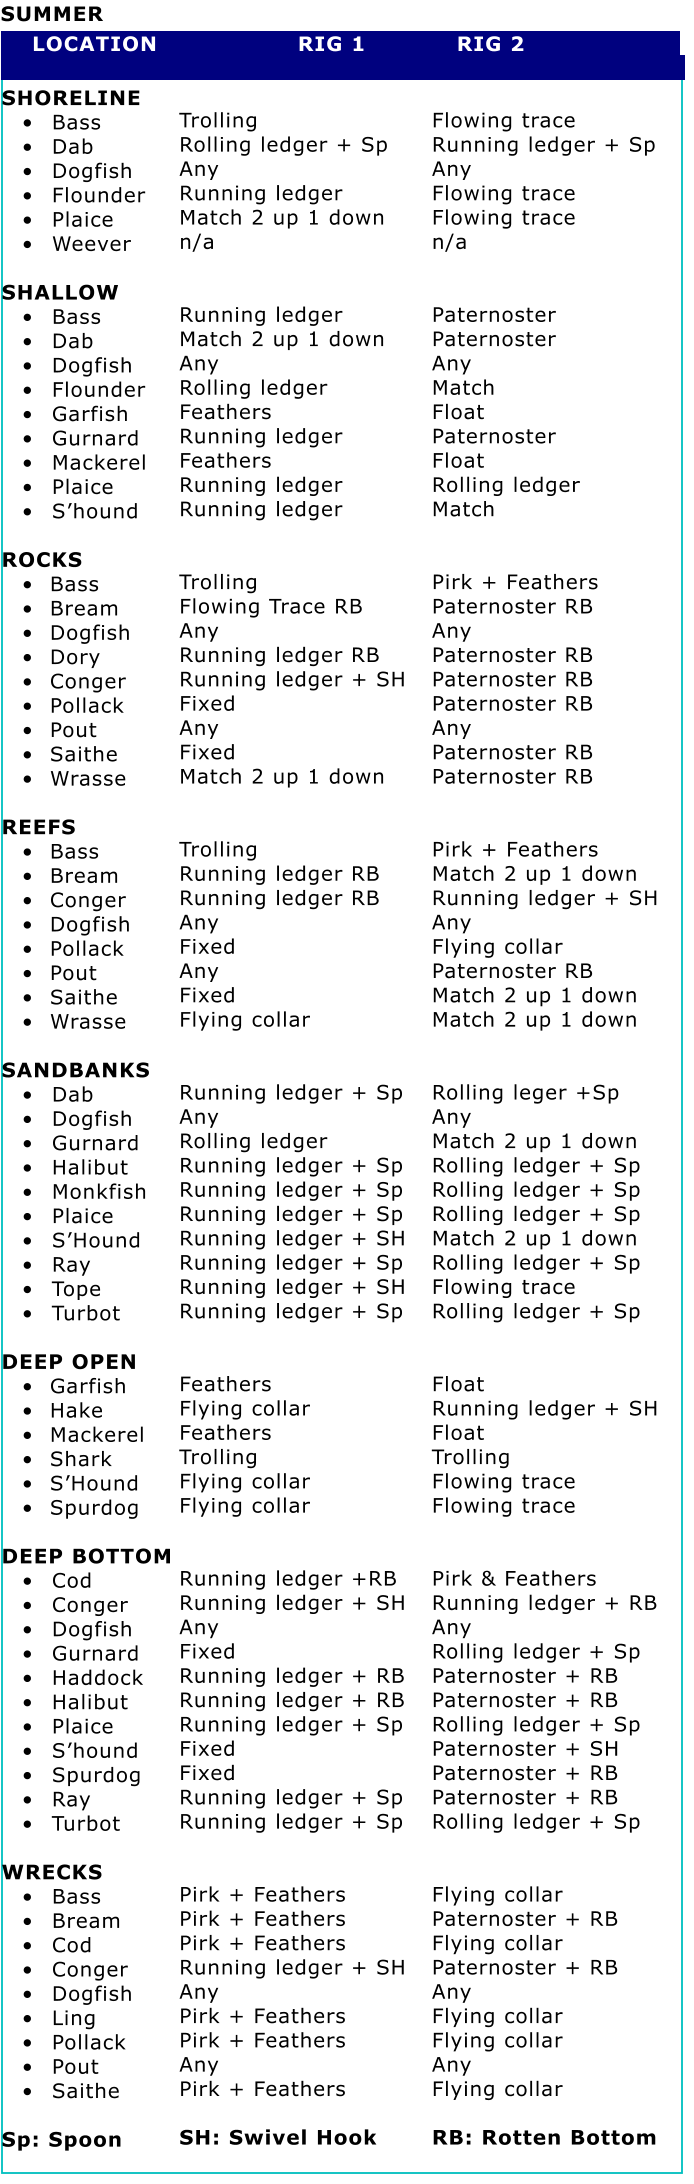 SUMMER
LOCATION RIG 1 RIG 2
SHORELINE
• Bass Trolling Flowing trace
• Dab Rolling ledger + Sp Running ledger + Sp
• Dogfish Any Any
• Flounder Running ledger Flowing trace
• Plaice Match 2 up 1 down Flowing trace
• Weever n/a n/a
SHALLOW
• Bass Running ledger Paternoster
• Dab Match 2 up 1 down Paternoster
• Dogfish Any Any
• Flounder Rolling ledger Match
• Garfish Feathers Float
• Gurnard Running ledger Paternoster
• Mackerel Feathers Float
• Plaice Running ledger Rolling ledger
• S’hound Running ledger Match
ROCKS
• Bass Trolling Pirk + Feathers
• Bream Flowing Trace RB Paternoster RB
• Dogfish Any Any
• Dory Running ledger RB Paternoster RB
• Conger Running ledger + SH Paternoster RB
• Pollack Fixed Paternoster RB
• Pout Any Any
• Saithe Fixed Paternoster RB
• Wrasse Match 2 up 1 down Paternoster RB
REEFS
• Bass Trolling Pirk + Feathers
• Bream Running ledger RB Match 2 up 1 down
• Conger Running ledger RB Running ledger + SH
• Dogfish Any Any
• Pollack Fixed Flying collar
• Pout Any Paternoster RB
• Saithe Fixed Match 2 up 1 down
• Wrasse Flying collar Match 2 up 1 down
SANDBANKS
• Dab Running ledger + Sp Rolling leger +Sp
• Dogfish Any Any
• Gurnard Rolling ledger Match 2 up 1 down
• Halibut Running ledger + Sp Rolling ledger + Sp
• Monkfish Running ledger + Sp Rolling ledger + Sp
• Plaice Running ledger + Sp Rolling ledger + Sp
• S’Hound Running ledger + SH Match 2 up 1 down
• Ray Running ledger + Sp Rolling ledger + Sp
• Tope Running ledger + SH Flowing trace
• Turbot Running ledger + Sp Rolling ledger + Sp
DEEP OPEN
• Garfish Feathers Float
• Hake Flying collar Running ledger + SH
• Mackerel Feathers Float
• Shark Trolling Trolling
• S’Hound Flying collar Flowing trace
• Spurdog Flying collar Flowing trace
DEEP BOTTOM
• Cod Running ledger +RB Pirk & Feathers
• Conger Running ledger + SH Running ledger + RB
• Dogfish Any Any
• Gurnard Fixed Rolling ledger + Sp
• Haddock Running ledger + RB Paternoster + RB
• Halibut Running ledger + RB Paternoster + RB
• Plaice Running ledger + Sp Rolling ledger + Sp
• S’hound Fixed Paternoster + SH
• Spurdog Fixed Paternoster + RB
• Ray Running ledger + Sp Paternoster + RB
• Turbot Running ledger + Sp Rolling ledger + Sp
WRECKS
• Bass Pirk + Feathers Flying collar
• Bream Pirk + Feathers Paternoster + RB
• Cod Pirk + Feathers Flying collar
• Conger Running ledger + SH Paternoster + RB
• Dogfish Any Any
• Ling Pirk + Feathers Flying collar
• Pollack Pirk + Feathers Flying collar
• Pout Any Any
• Saithe Pirk + Feathers Flying collar
Sp: Spoon SH: Swivel Hook RB: Rotten Bottom